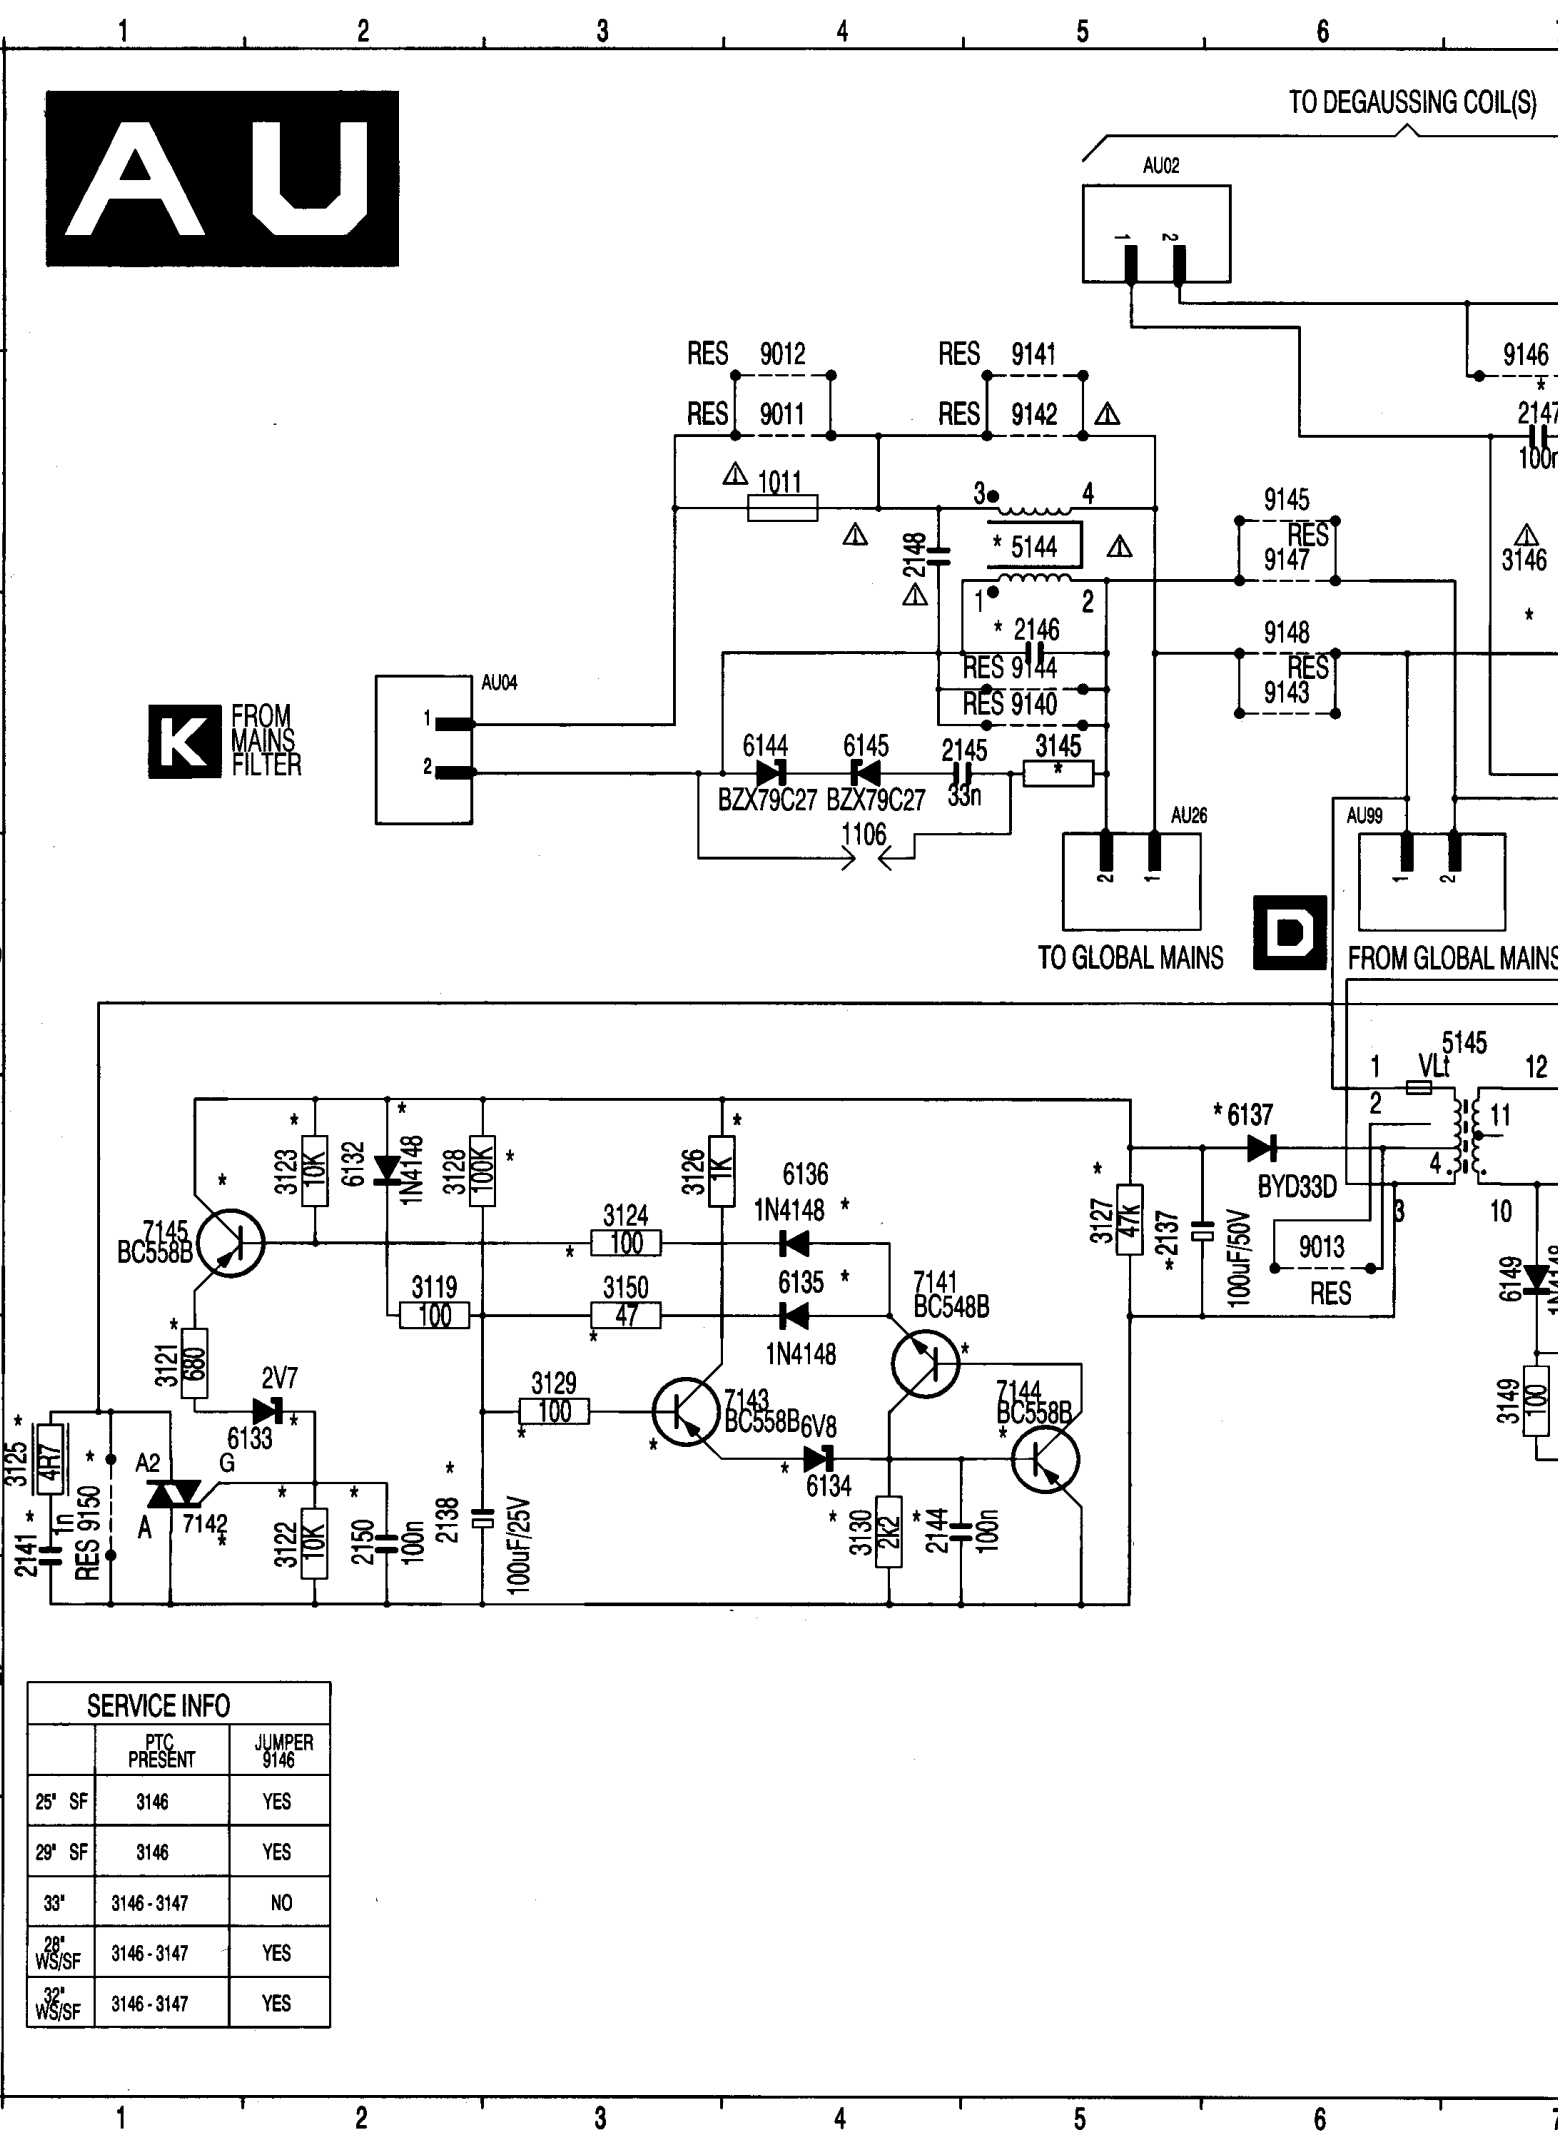 1 2 3 4 5 6
AU
TO DEGAUSSING COIL(S)
AU02
1 2
RES 9012
RES 9141
9146
*
RES 9011
RES 9142
2147
1011
3 4
9145
RES
2148
* 5144
9147
3146
*
1 2
* 2146
9148
RES 9144
RES
RES 9140
9143
AU04
K
FROM
MAINS
FILTER
1
2
6144
6145
2145
3145
*
BZX79C27
BZX79C27
33n
1106
AU26
AU99
2 1
1 2
D
TO GLOBAL MAINS
FROM GLOBAL MAINS
5145
1
VLt
12
2
11
4
3
10
* 6137
BYD33D
9013
RES
* 3123 10K
* 6132 1N4148
* 3128 100K
* 3126 1K
* 3127 47k
* 2137 100uF/50V
6136
1N4148 *
*
7145
BC558B
3124
100
*
6135 *
1N4148
3119
100
3150
47
*
7141
BC548B
*
6149
* 3121 680
2V7
6133 *
3129
100
*
7143
BC558B
*
6V8
* 6134
7144
BC558B
*
3149 100
* 3125 4R7
* 2141 1n
* RES 9150
A2
G
A
7142
*
* 3122 10K
* 2150 100n
* 2138 100uF/25V
* 3130 2k2
* 2144 100n
SERVICE INFO
PTC
PRESENT
JUMPER
9146
25" SF 3146 YES
29" SF 3146 YES
33" 3146 - 3147 NO
28"
WS/SF 3146 - 3147 YES
32"
WS/SF 3146 - 3147 YES
1 2 3 4 5 6